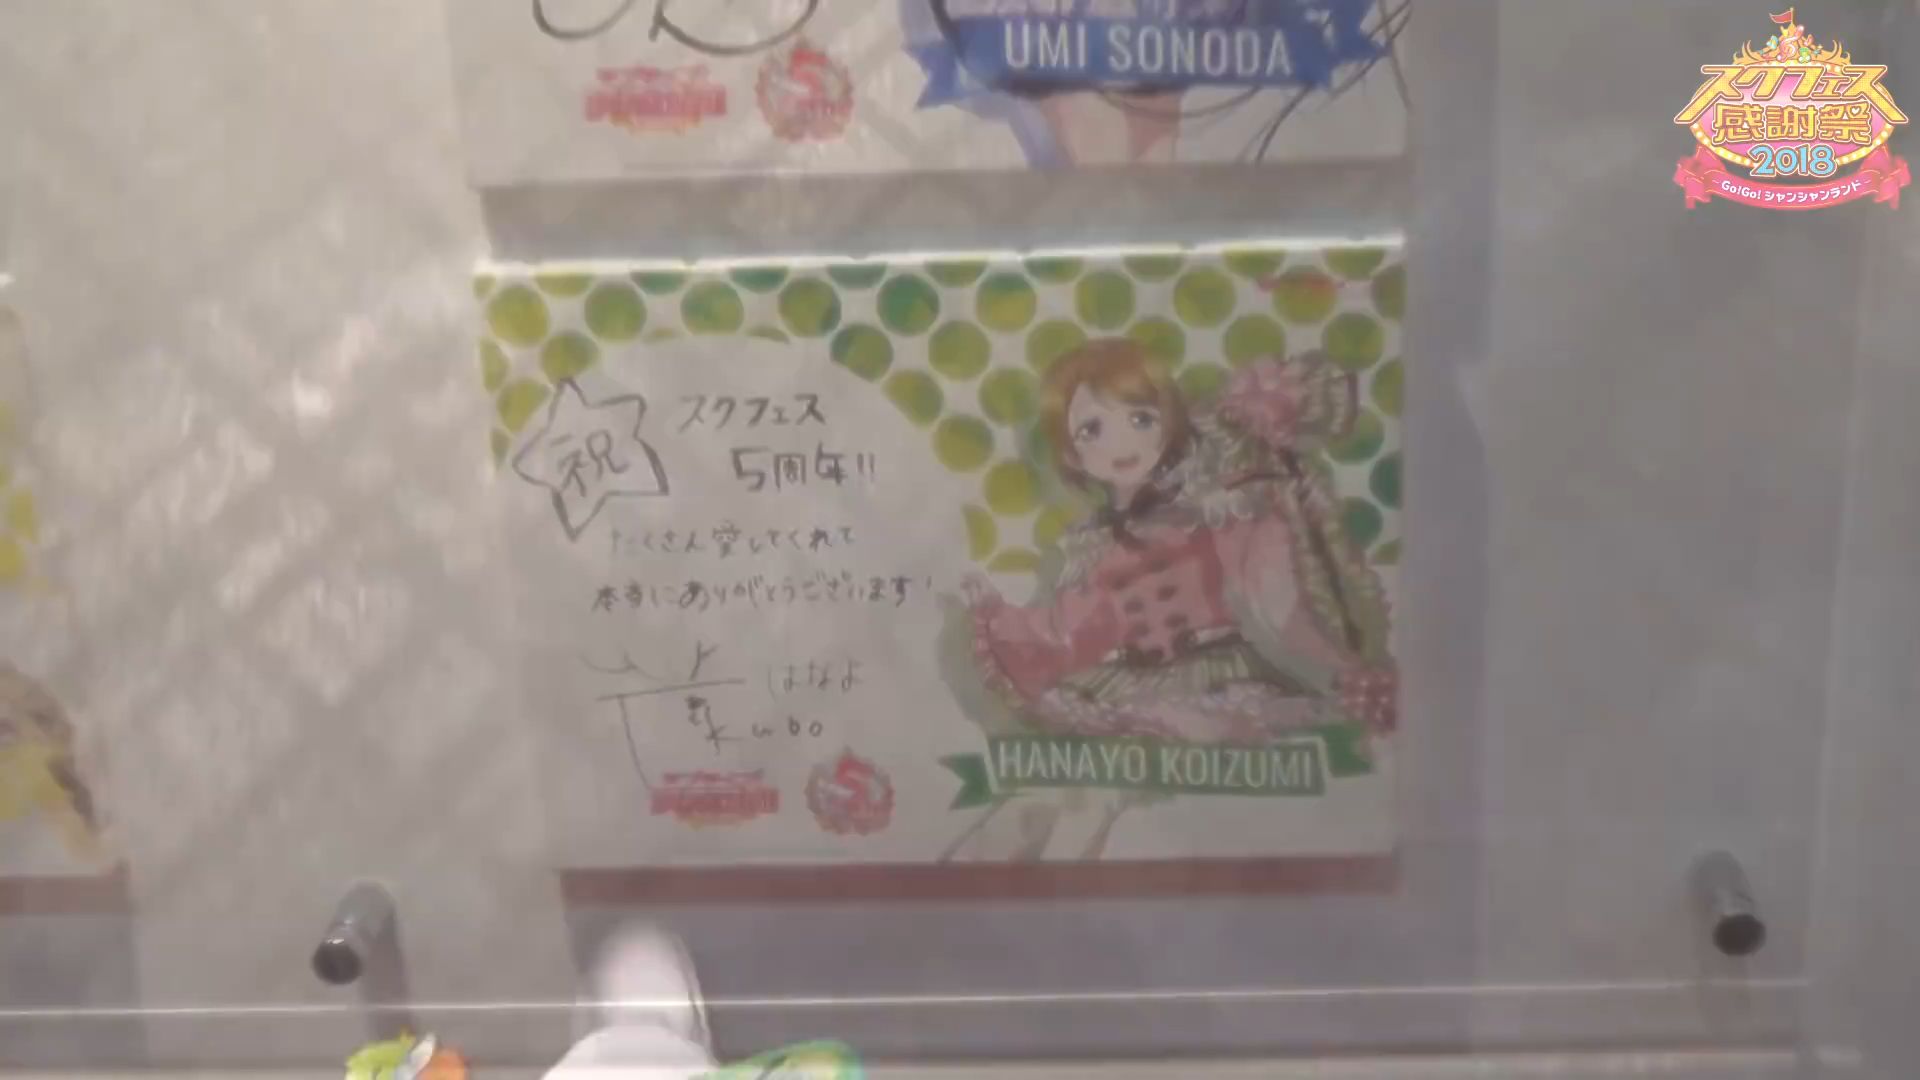 UMI SONODA
スクフェス
感謝祭
2018
Go!Go! シャンシャンランド
祝
スクフェス
5周年!!
たくさん愛してくれて
本当にありがとうございます!
はなよ
kubo
HANAYO KOIZUMI